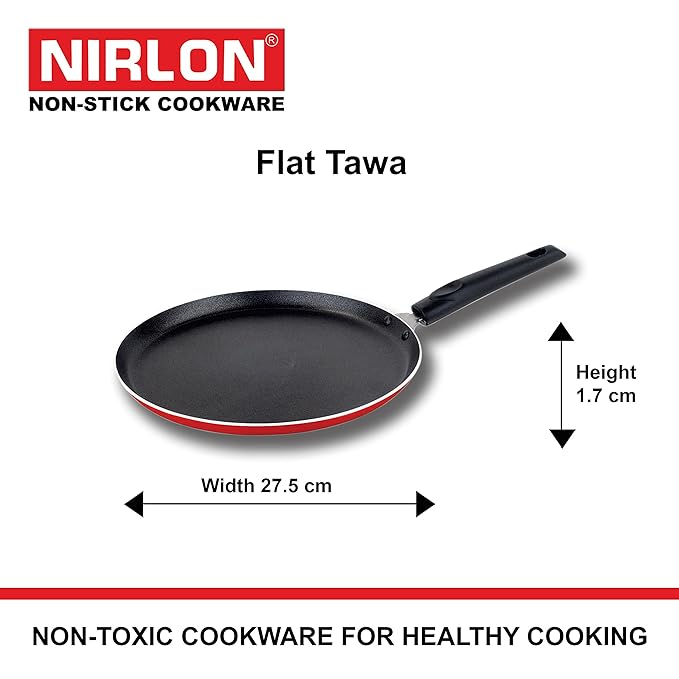 NIRLON®
NON-STICK COOKWARE
Flat Tawa
Height
1.7 cm
Width 27.5 cm
NON-TOXIC COOKWARE FOR HEALTHY COOKING